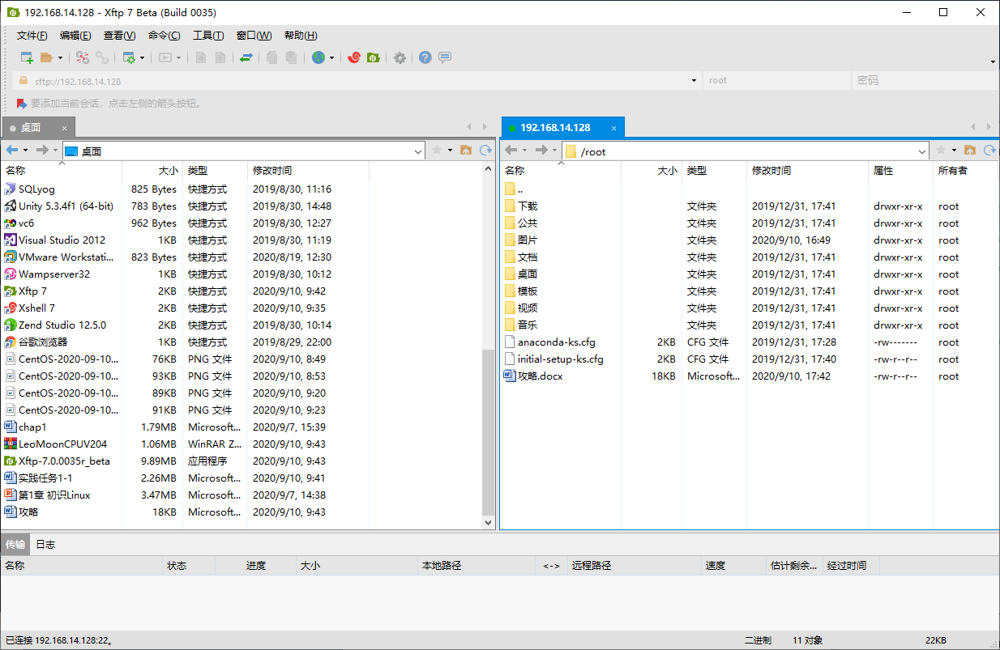 192.168.14.128 - Xftp 7 Beta (Build 0035)
文件(F) 编辑(E) 查看(V) 命令(C) 工具(T) 窗口(W) 帮助(H)
sftp://192.168.14.128 root 密码
要添加当前会话，点击左侧的箭头按钮。
桌面 ×
192.168.14.128 ×
桌面
/root
名称 大小 类型 修改时间
SQLyog 825 Bytes 快捷方式 2019/8/30, 11:16
Unity 5.3.4f1 (64-bit) 783 Bytes 快捷方式 2019/8/30, 14:48
vc6 962 Bytes 快捷方式 2019/8/30, 12:27
Visual Studio 2012 1KB 快捷方式 2019/8/30, 11:19
VMware Workstati... 823 Bytes 快捷方式 2020/8/19, 12:30
Wampserver32 1KB 快捷方式 2019/8/30, 10:12
Xftp 7 2KB 快捷方式 2020/9/10, 9:42
Xshell 7 2KB 快捷方式 2020/9/10, 9:35
Zend Studio 12.5.0 2KB 快捷方式 2019/8/30, 10:14
谷歌浏览器 1KB 快捷方式 2019/8/29, 22:00
CentOS-2020-09-10... 76KB PNG 文件 2020/9/10, 8:49
CentOS-2020-09-10... 93KB PNG 文件 2020/9/10, 8:53
CentOS-2020-09-10... 89KB PNG 文件 2020/9/10, 9:20
CentOS-2020-09-10... 91KB PNG 文件 2020/9/10, 9:23
chap1 1.79MB Microsoft... 2020/9/7, 15:39
LeoMoonCPUV204 1.06MB WinRAR Z... 2020/9/10, 9:43
Xftp-7.0.0035r_beta 9.89MB 应用程序 2020/9/10, 9:43
实践任务1-1 2.26MB Microsoft... 2020/9/10, 9:41
第1章 初识Linux 3.47MB Microsoft... 2020/9/7, 14:38
攻略 18KB Microsoft... 2020/9/10, 9:43
名称 大小 类型 修改时间 属性 所有者
..
下载 文件夹 2019/12/31, 17:41 drwxr-xr-x root
公共 文件夹 2019/12/31, 17:41 drwxr-xr-x root
图片 文件夹 2020/9/10, 16:49 drwxr-xr-x root
文档 文件夹 2019/12/31, 17:41 drwxr-xr-x root
桌面 文件夹 2019/12/31, 17:41 drwxr-xr-x root
模板 文件夹 2019/12/31, 17:41 drwxr-xr-x root
视频 文件夹 2019/12/31, 17:41 drwxr-xr-x root
音乐 文件夹 2019/12/31, 17:41 drwxr-xr-x root
anaconda-ks.cfg 2KB CFG 文件 2019/12/31, 17:28 -rw------- root
initial-setup-ks.cfg 2KB CFG 文件 2019/12/31, 17:40 -rw-r--r-- root
攻略.docx 18KB Microsoft... 2020/9/10, 17:42 -rw-r--r-- root
传输 日志
名称 状态 进度 大小 本地路径 <-> 远程路径 速度 估计剩余... 经过时间
已连接 192.168.14.128:22。 二进制 11 对象 22KB